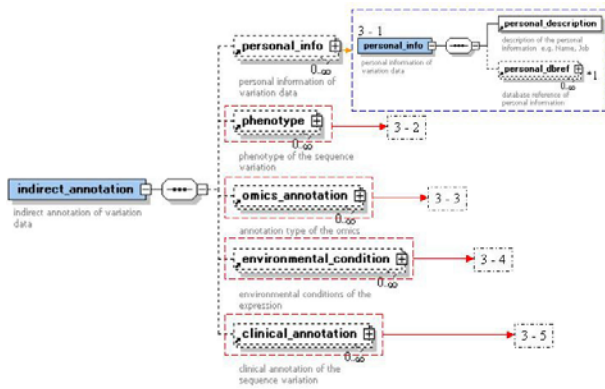 3 - 1
personal_info
0..∞
personal information of
variation data
personal_info
personal information of
variation data
personal_description
description of the personal
information e.g. Name, Job
personal_dbref
*1
0..∞
database reference of
personal information
phenotype
0..∞
phenotype of the sequence
variation
3 - 2
indirect_annotation
indirect annotation of variation
data
omics_annotation
0..∞
annotation type of the omics
3 - 3
environmental_condition
0..∞
environmental conditions of the
expression
3 - 4
clinical_annotation
0..∞
clinical annotation of the
sequence variation
3 - 5